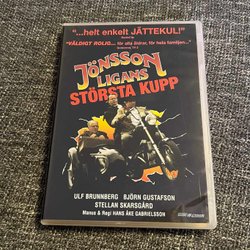 "...helt enkelt JÄTTEKUL!"
"VÄLDIGT ROLIG... för alla åldrar, för hela familjen..."
JÖNSSON
LIGANS
STÖRSTA KUPP
ULF BRUNNBERG BJÖRN GUSTAFSON
STELLAN SKARSGÅRD
Manus & Regi HANS ÅKE GABRIELSSON